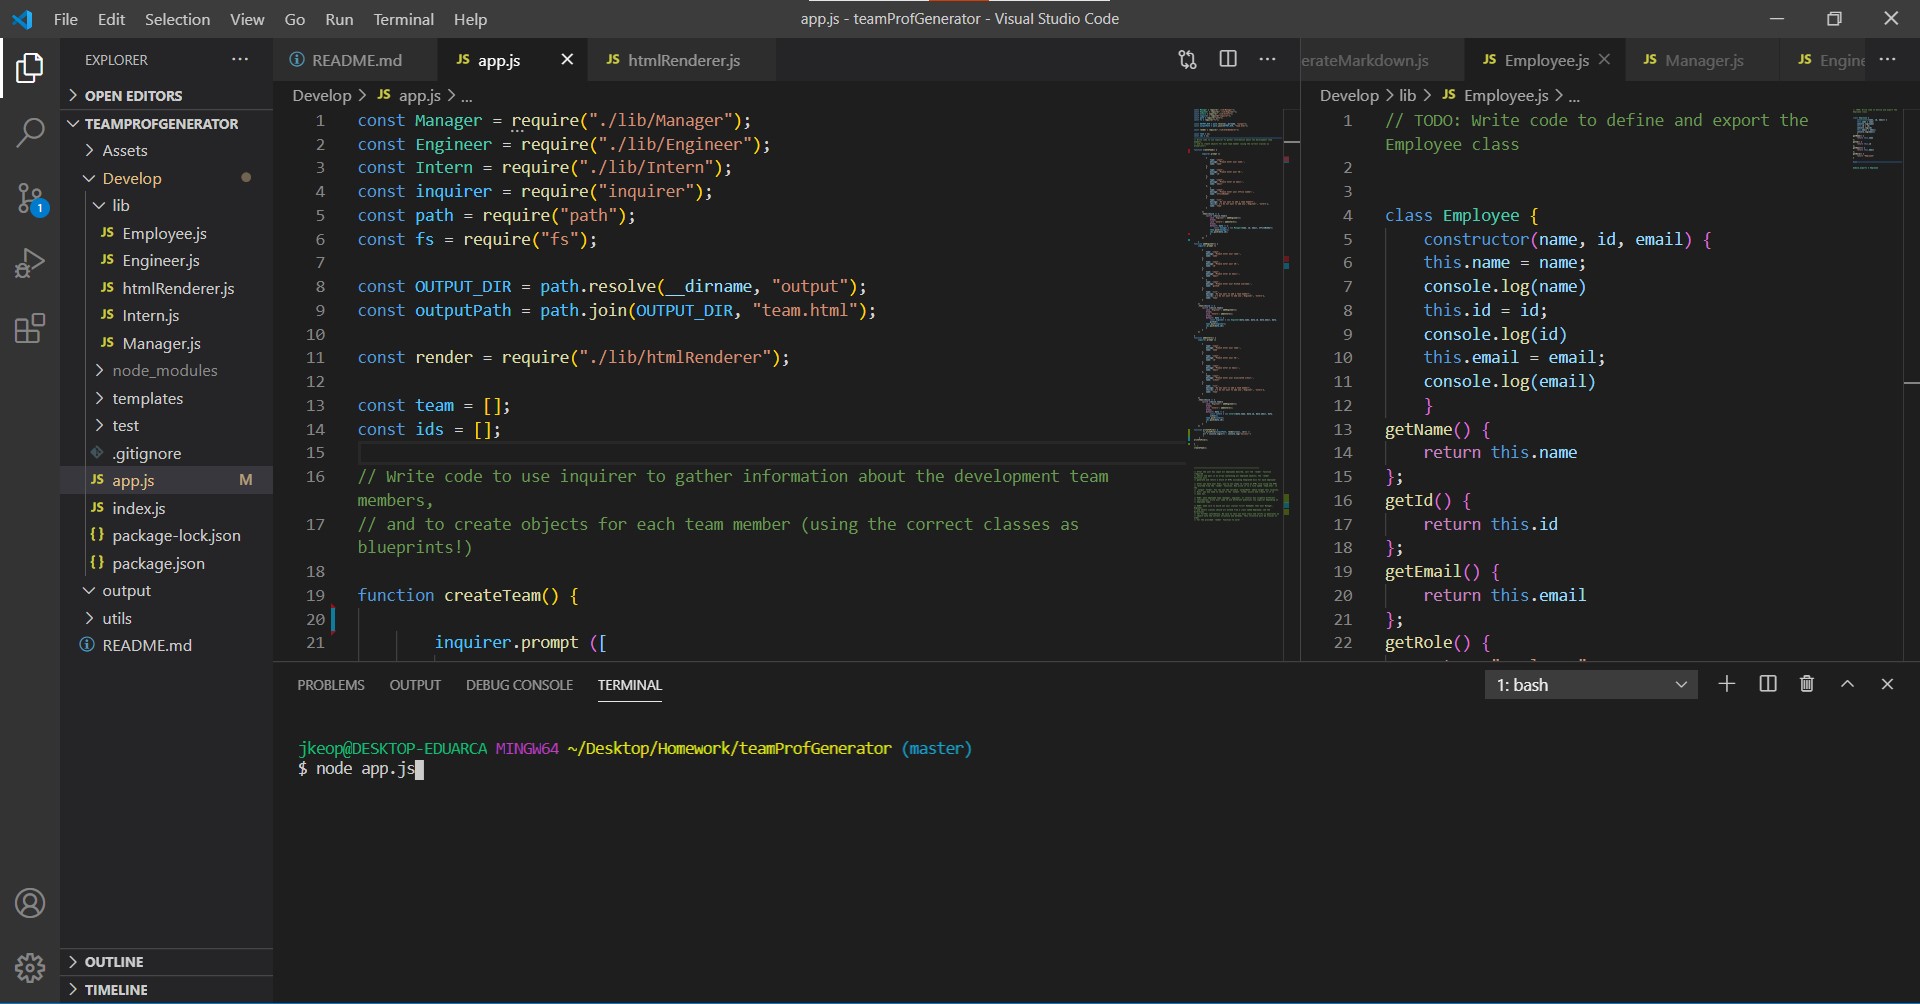 File Edit Selection View Go Run Terminal Help
app.js - teamProfGenerator - Visual Studio Code
EXPLORER
OPEN EDITORS
TEAMPROFGENERATOR
Assets
Develop
lib
JS Employee.js
JS Engineer.js
JS htmlRenderer.js
JS Intern.js
JS Manager.js
node_modules
templates
test
.gitignore
JS app.js M
JS index.js
{} package-lock.json
{} package.json
output
utils
README.md
OUTLINE
TIMELINE
1
README.md
JS app.js
JS htmlRenderer.js
Develop > JS app.js > ...
1 const Manager = require("./lib/Manager");
2 const Engineer = require("./lib/Engineer");
3 const Intern = require("./lib/Intern");
4 const inquirer = require("inquirer");
5 const path = require("path");
6 const fs = require("fs");
7
8 const OUTPUT_DIR = path.resolve(__dirname, "output");
9 const outputPath = path.join(OUTPUT_DIR, "team.html");
10
11 const render = require("./lib/htmlRenderer");
12
13 const team = [];
14 const ids = [];
15
16 // Write code to use inquirer to gather information about the development team
members,
17 // and to create objects for each team member (using the correct classes as
blueprints!)
18
19 function createTeam() {
20
21 inquirer.prompt ([
erateMarkdown.js
JS Employee.js
JS Manager.js
JS Engine
Develop > lib > JS Employee.js > ...
1 // TODO: Write code to define and export the
Employee class
2
3
4 class Employee {
5 constructor(name, id, email) {
6 this.name = name;
7 console.log(name)
8 this.id = id;
9 console.log(id)
10 this.email = email;
11 console.log(email)
12 }
13 getName() {
14 return this.name
15 };
16 getId() {
17 return this.id
18 };
19 getEmail() {
20 return this.email
21 };
22 getRole() {
PROBLEMS OUTPUT DEBUG CONSOLE TERMINAL
1: bash
jkeop@DESKTOP-EDUARCA MINGW64 ~/Desktop/Homework/teamProfGenerator (master)
$ node app.js